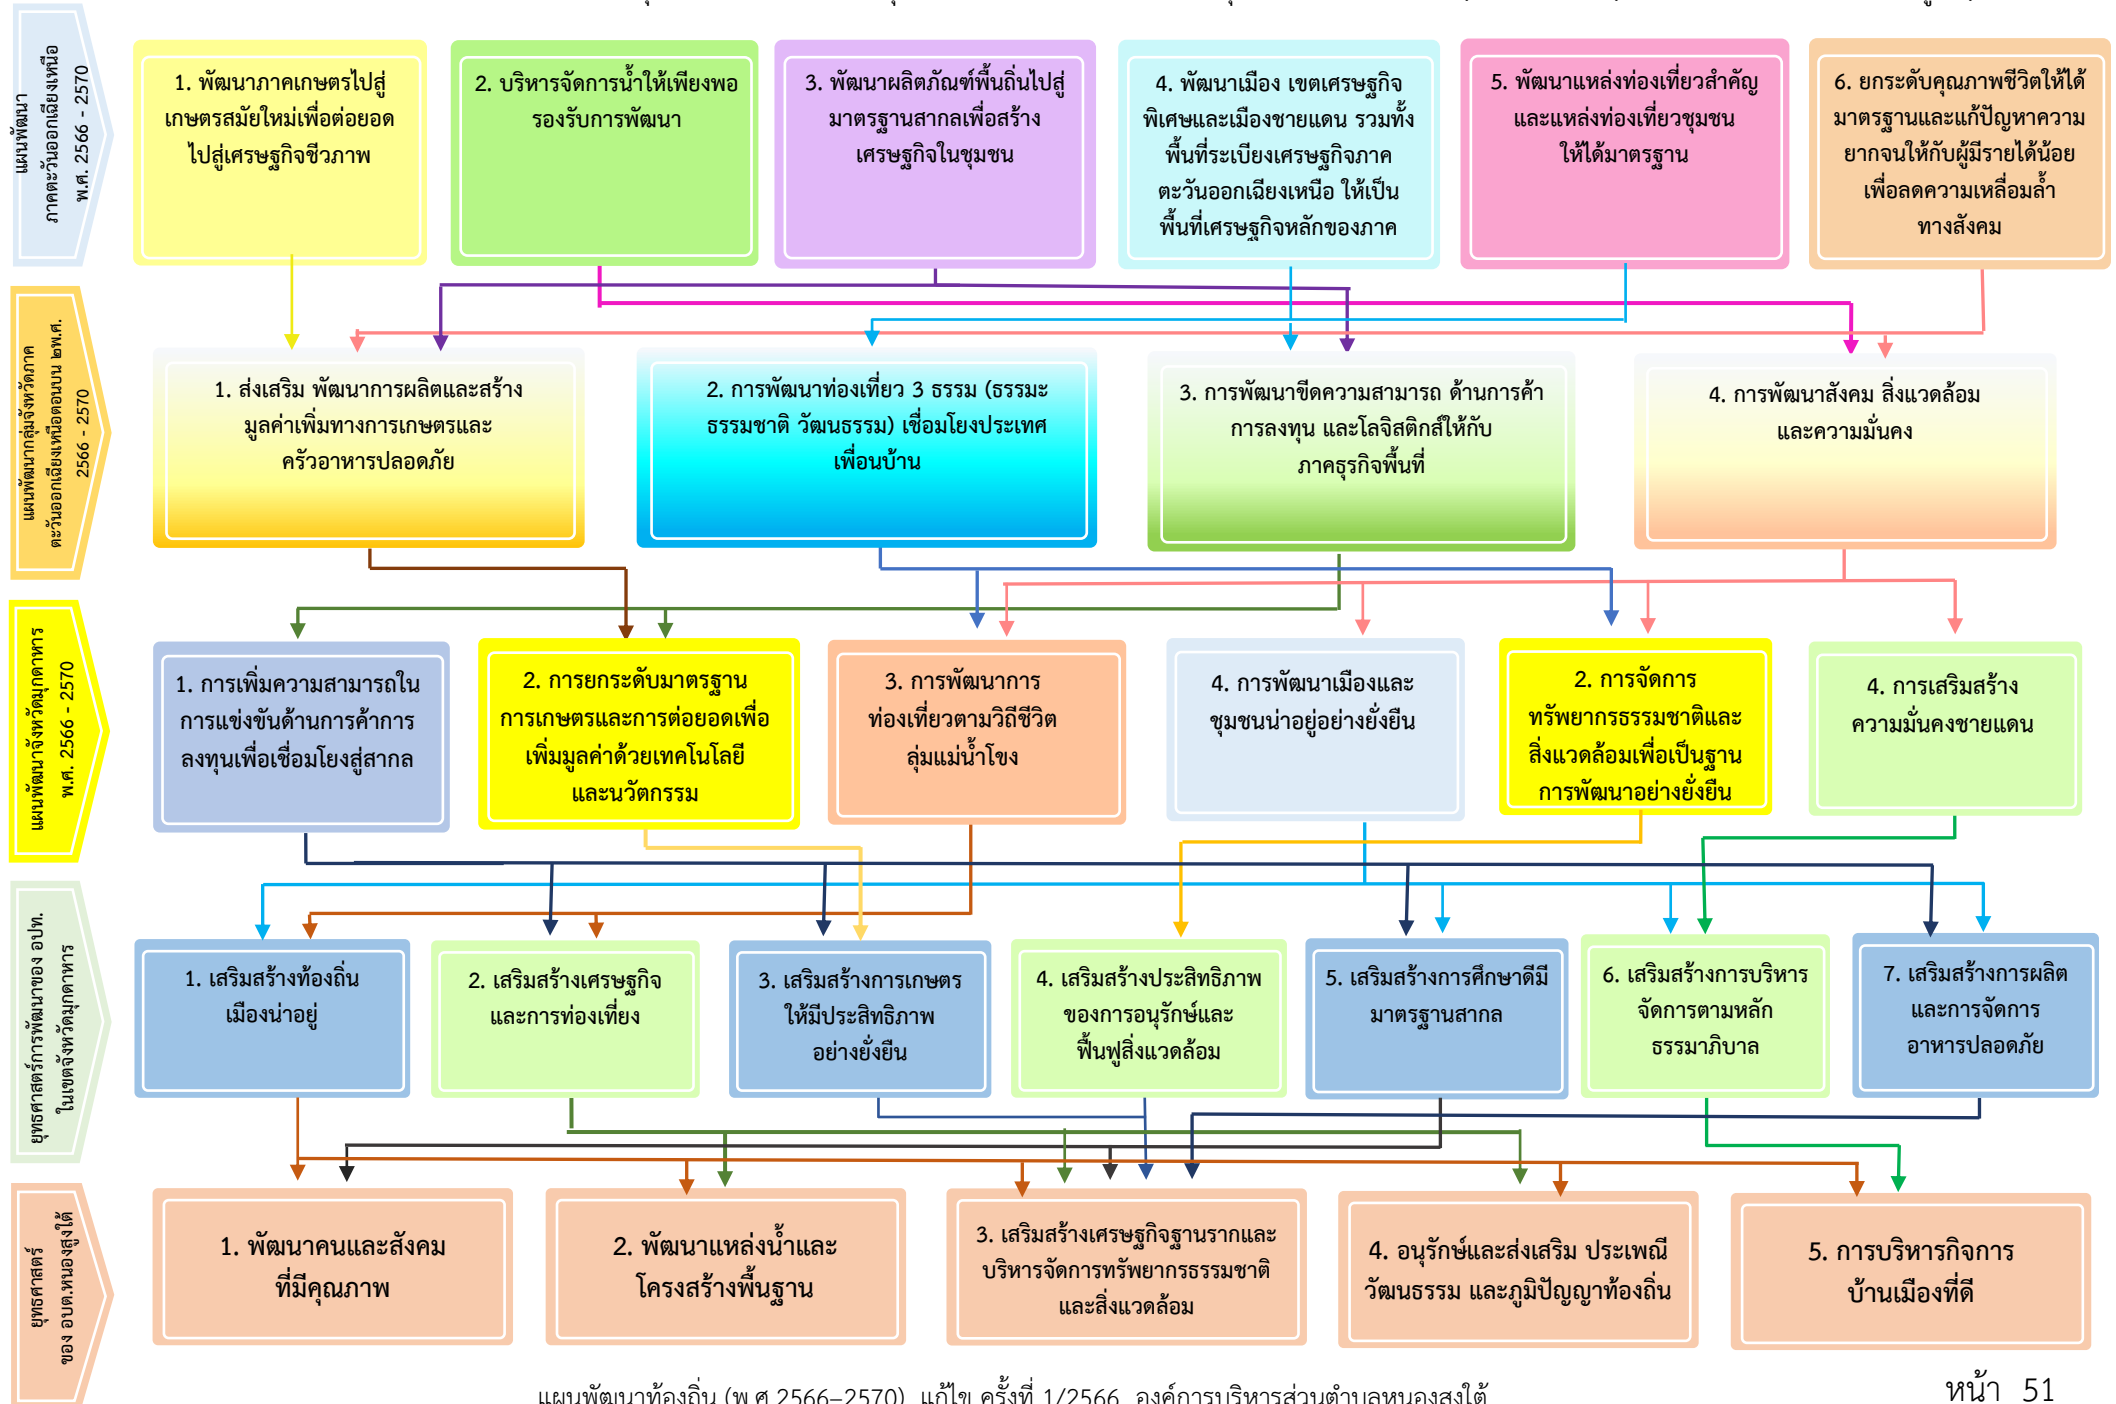 แผนพัฒนา
ภาคตะวันออกเฉียงเหนือ
พ.ศ. 2566 - 2570
1. พัฒนาภาคเกษตรไปสู่
เกษตรสมัยใหม่เพื่อต่อยอด
ไปสู่เศรษฐกิจชีวภาพ
2. บริหารจัดการน้ำให้เพียงพอ
รองรับการพัฒนา
3. พัฒนาผลิตภัณฑ์พื้นถิ่นไปสู่
มาตรฐานสากลเพื่อสร้าง
เศรษฐกิจในชุมชน
4. พัฒนาเมือง เขตเศรษฐกิจ
พิเศษและเมืองชายแดน รวมทั้ง
พื้นที่ระเบียงเศรษฐกิจภาค
ตะวันออกเฉียงเหนือ ให้เป็น
พื้นที่เศรษฐกิจหลักของภาค
5. พัฒนาแหล่งท่องเที่ยวสำคัญ
และแหล่งท่องเที่ยวชุมชน
ให้ได้มาตรฐาน
6. ยกระดับคุณภาพชีวิตให้ได้
มาตรฐานและแก้ปัญหาความ
ยากจนให้กับผู้มีรายได้น้อย
เพื่อลดความเหลื่อมล้ำ
ทางสังคม
แผนพัฒนากลุ่มจังหวัดภาค
ตะวันออกเฉียงเหนือตอนบน ๒พ.ศ.
2566 - 2570
1. ส่งเสริม พัฒนาการผลิตและสร้าง
มูลค่าเพิ่มทางการเกษตรและ
ครัวอาหารปลอดภัย
2. การพัฒนาท่องเที่ยว 3 ธรรม (ธรรมะ
ธรรมชาติ วัฒนธรรม) เชื่อมโยงประเทศ
เพื่อนบ้าน
3. การพัฒนาขีดความสามารถ ด้านการค้า
การลงทุน และโลจิสติกส์ให้กับ
ภาคธุรกิจพื้นที่
4. การพัฒนาสังคม สิ่งแวดล้อม
และความมั่นคง
แผนพัฒนาจังหวัดมุกดาหาร
พ.ศ. 2566 - 2570
1. การเพิ่มความสามารถใน
การแข่งขันด้านการค้าการ
ลงทุนเพื่อเชื่อมโยงสู่สากล
2. การยกระดับมาตรฐาน
การเกษตรและการต่อยอดเพื่อ
เพิ่มมูลค่าด้วยเทคโนโลยี
และนวัตกรรม
3. การพัฒนาการ
ท่องเที่ยวตามวิถีชีวิต
ลุ่มแม่น้ำโขง
4. การพัฒนาเมืองและ
ชุมชนน่าอยู่อย่างยั่งยืน
2. การจัดการ
ทรัพยากรธรรมชาติและ
สิ่งแวดล้อมเพื่อเป็นฐาน
การพัฒนาอย่างยั่งยืน
4. การเสริมสร้าง
ความมั่นคงชายแดน
ยุทธศาสตร์การพัฒนาของ อปท.
ในเขตจังหวัดมุกดาหาร
1. เสริมสร้างท้องถิ่น
เมืองน่าอยู่
2. เสริมสร้างเศรษฐกิจ
และการท่องเที่ยง
3. เสริมสร้างการเกษตร
ให้มีประสิทธิภาพ
อย่างยั่งยืน
4. เสริมสร้างประสิทธิภาพ
ของการอนุรักษ์และ
ฟื้นฟูสิ่งแวดล้อม
5. เสริมสร้างการศึกษาดีมี
มาตรฐานสากล
6. เสริมสร้างการบริหาร
จัดการตามหลัก
ธรรมาภิบาล
7. เสริมสร้างการผลิต
และการจัดการ
อาหารปลอดภัย
ยุทธศาสตร์
ของ อบต.หนองสูงใต้
1. พัฒนาคนและสังคม
ที่มีคุณภาพ
2. พัฒนาแหล่งน้ำและ
โครงสร้างพื้นฐาน
3. เสริมสร้างเศรษฐกิจฐานรากและ
บริหารจัดการทรัพยากรธรรมชาติ
และสิ่งแวดล้อม
4. อนุรักษ์และส่งเสริม ประเพณี
วัฒนธรรม และภูมิปัญญาท้องถิ่น
5. การบริหารกิจการ
บ้านเมืองที่ดี
แผนพัฒนาท้องถิ่น (พ.ศ.2566–2570) แก้ไข ครั้งที่ 1/2566 องค์การบริหารส่วนตำบลหนองสูงใต้
หน้า 51